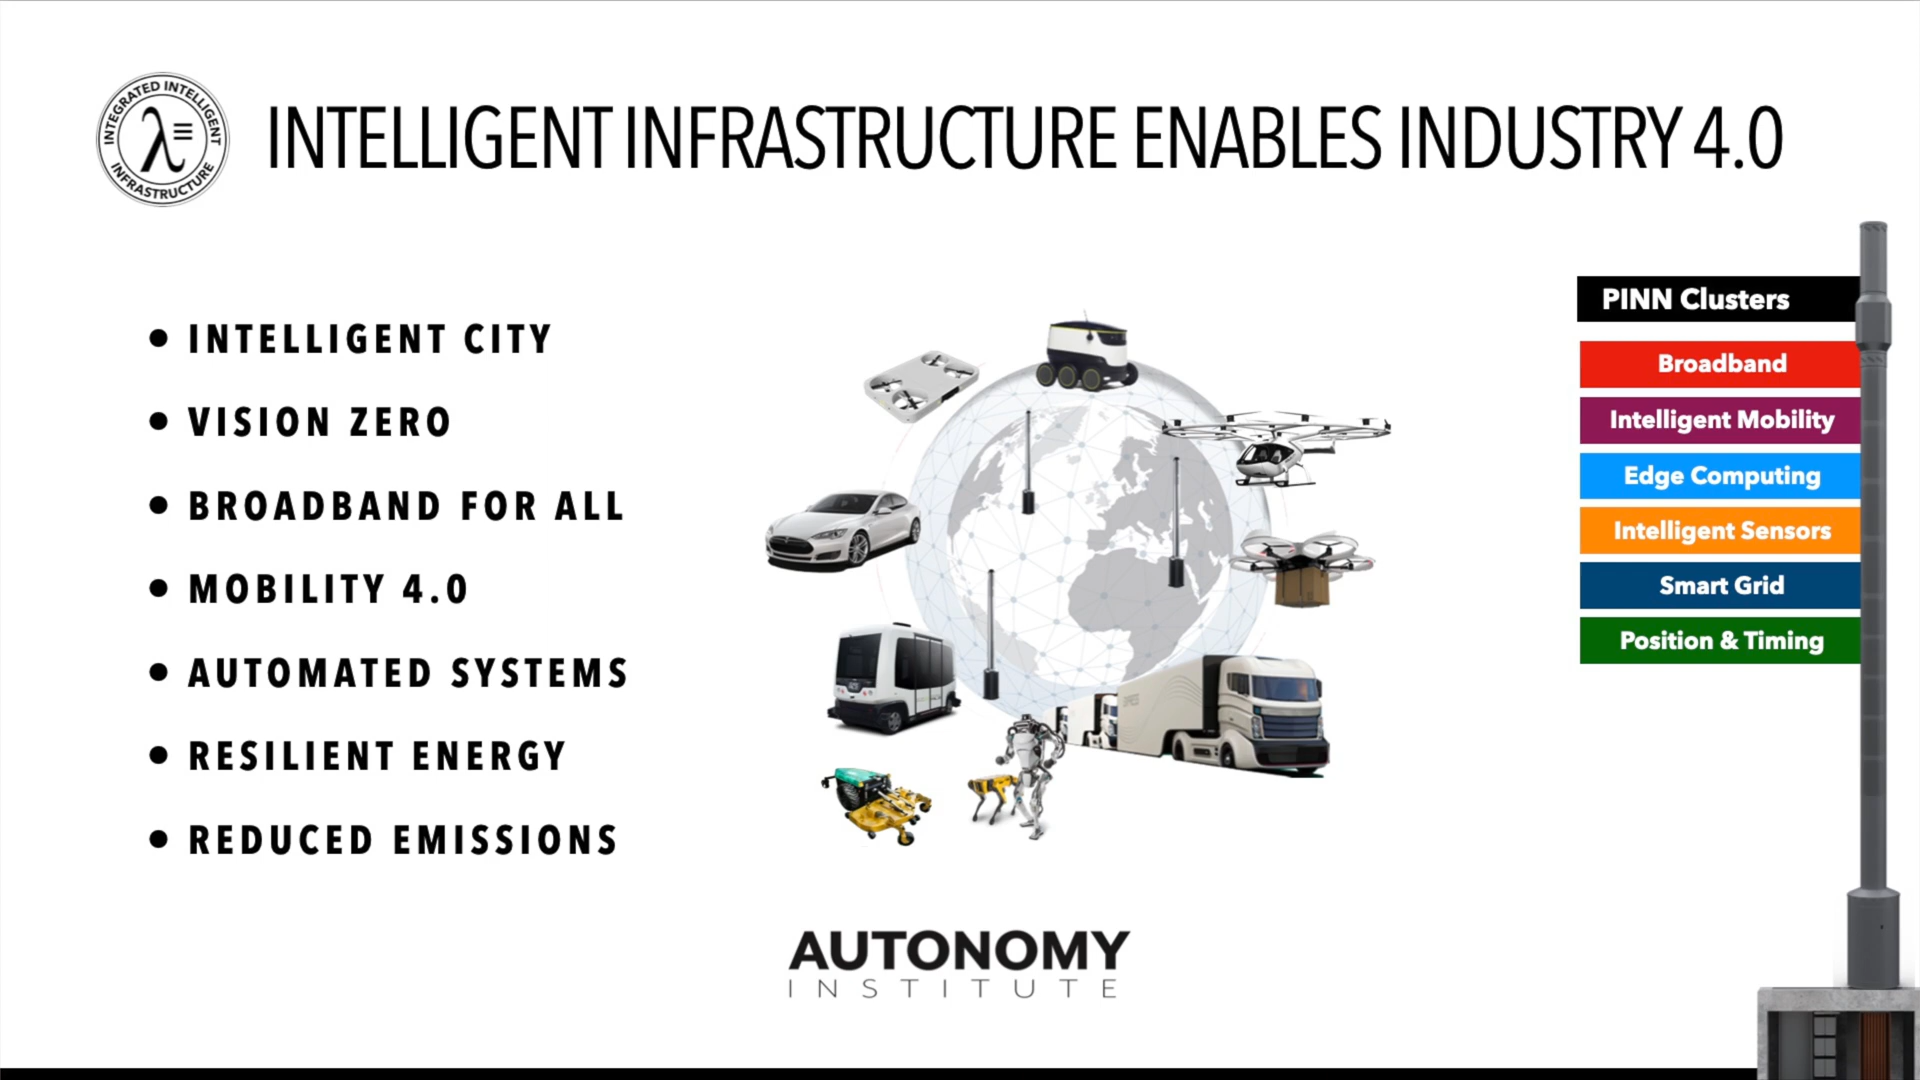 INTEGRATED INTELLIGENT
INFRASTRUCTURE
INTELLIGENT INFRASTRUCTURE ENABLES INDUSTRY 4.0
• INTELLIGENT CITY
• VISION ZERO
• BROADBAND FOR ALL
• MOBILITY 4.0
• AUTOMATED SYSTEMS
• RESILIENT ENERGY
• REDUCED EMISSIONS
PINN Clusters
Broadband
Intelligent Mobility
Edge Computing
Intelligent Sensors
Smart Grid
Position & Timing
AUTONOMY
INSTITUTE